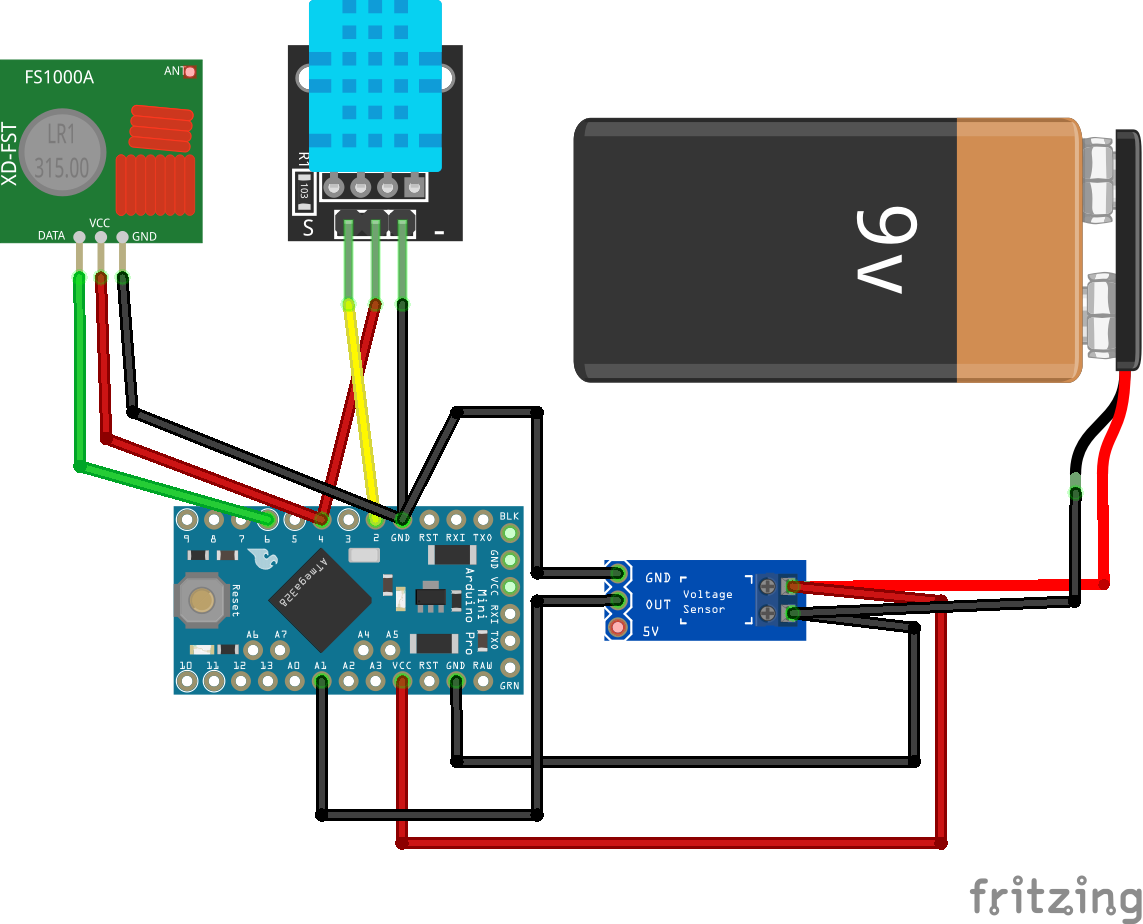 FS1000A
ANT
XD-FST
LR1
315.00
VCC
DATA
GND
R1
103
S
-
9v
BLK
9 8 7 6 5 4 3 2 GND RST RXI TXO
GND VCC RXI TXO
ATmega328
Arduino Pro
Mini
Reset
A6 A7 A4 A5
10 11 12 13 A0 A1 A2 A3 VCC RST GND RAW
GRN
GND
OUT
5V
Voltage
Sensor
fritzing